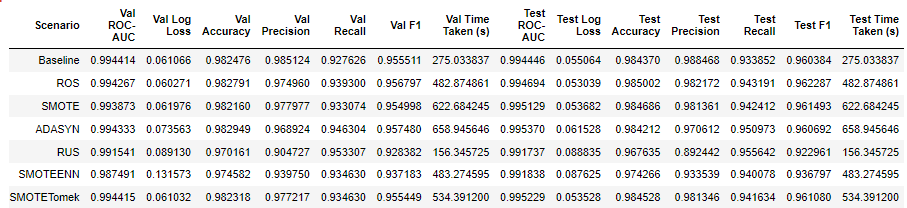 Scenario Val ROC-AUC Val Log Loss Val Accuracy Val Precision Val Recall Val F1 Val Time Taken (s) Test ROC-AUC Test Log Loss Test Accuracy Test Precision Test Recall Test F1 Test Time Taken (s)
Baseline 0.994414 0.061066 0.982476 0.985124 0.927626 0.955511 275.033837 0.994446 0.055064 0.984370 0.988468 0.933852 0.960384 275.033837
ROS 0.994267 0.060271 0.982791 0.974960 0.939300 0.956797 482.874861 0.994694 0.053039 0.985002 0.982172 0.943191 0.962287 482.874861
SMOTE 0.993873 0.061976 0.982160 0.977977 0.933074 0.954998 622.684245 0.995129 0.053682 0.984686 0.981361 0.942412 0.961493 622.684245
ADASYN 0.994333 0.073563 0.982949 0.968924 0.946304 0.957480 658.945646 0.995370 0.061528 0.984212 0.970612 0.950973 0.960692 658.945646
RUS 0.991541 0.089130 0.970161 0.904727 0.953307 0.928382 156.345725 0.991737 0.088835 0.967635 0.892442 0.955642 0.922961 156.345725
SMOTEENN 0.987491 0.131573 0.974582 0.939750 0.934630 0.937183 483.274595 0.991838 0.087625 0.974266 0.933539 0.940078 0.936797 483.274595
SMOTETomek 0.994415 0.061032 0.982318 0.977217 0.934630 0.955449 534.391200 0.995229 0.053528 0.984528 0.981346 0.941634 0.961080 534.391200